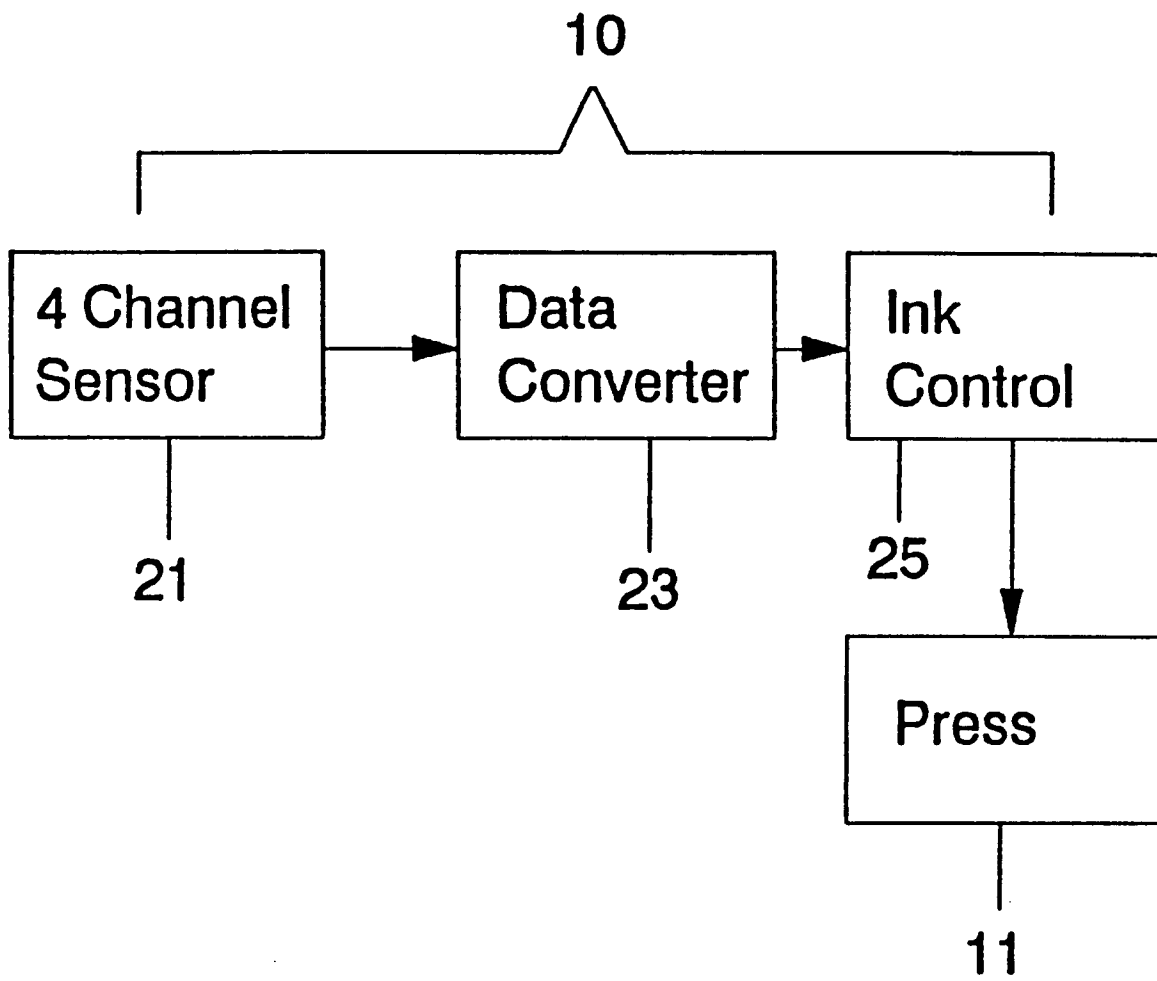 10
4 Channel
Sensor
Data
Converter
Ink
Control
21
23
25
Press
11